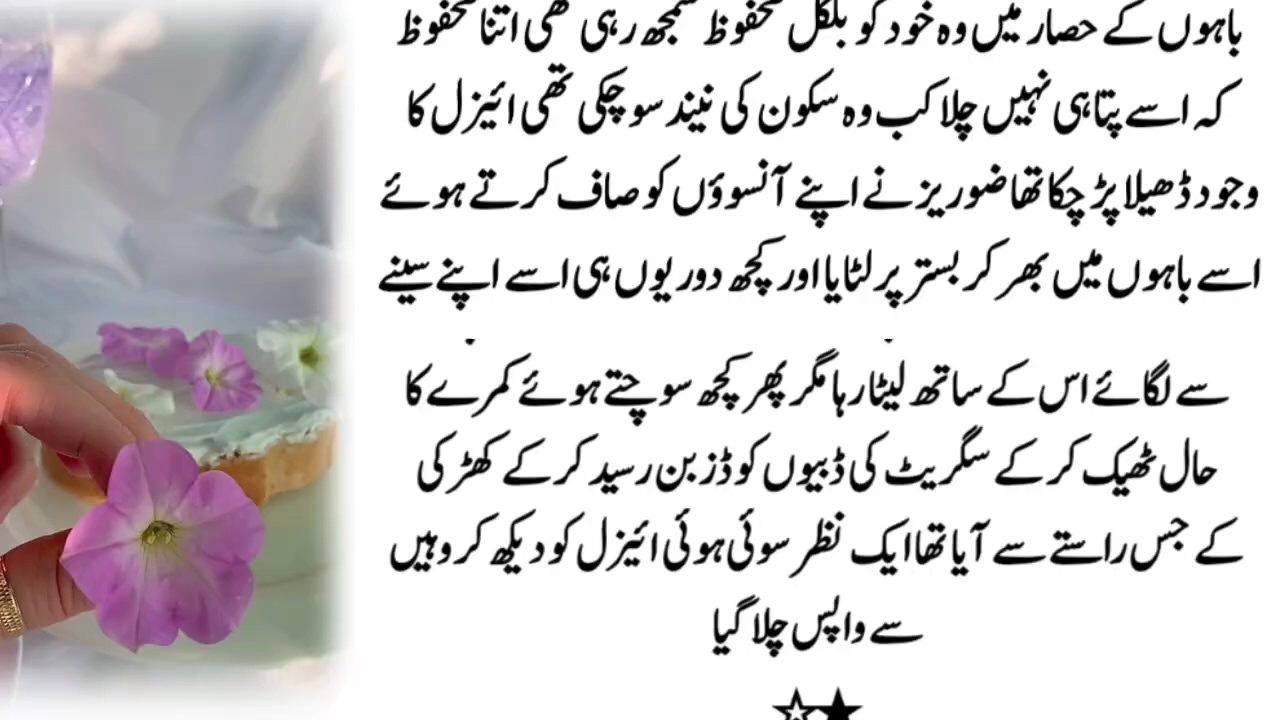 باہوں کے حصار میں وہ خود کو بلکل محفوظ سمجھ رہی تھی اتنا محفوظ
کہ اسے پتا ہی نہیں چلا کب وہ سکون کی نیند سو چکی تھی ائیزل کا
وجود ڈھیلا پڑ چکا تھا ضوریز نے اپنے آنسوؤں کو صاف کرتے ہوئے
اسے باہوں میں بھر کر بستر پر لٹایا اور کچھ دور یوں ہی اسے اپنے سینے
سے لگائے اس کے ساتھ لیٹا رہا مگر پھر کچھ سوچتے ہوئے کمرے کا
حال ٹھیک کر کے سگریٹ کی ڈبیوں کو ڈزبن رسید کر کے کھڑکی
کے جس راستے سے آیا تھا ایک نظر سوئی ہوئی ائیزل کو دیکھ کر وہیں
سے واپس چلا گیا